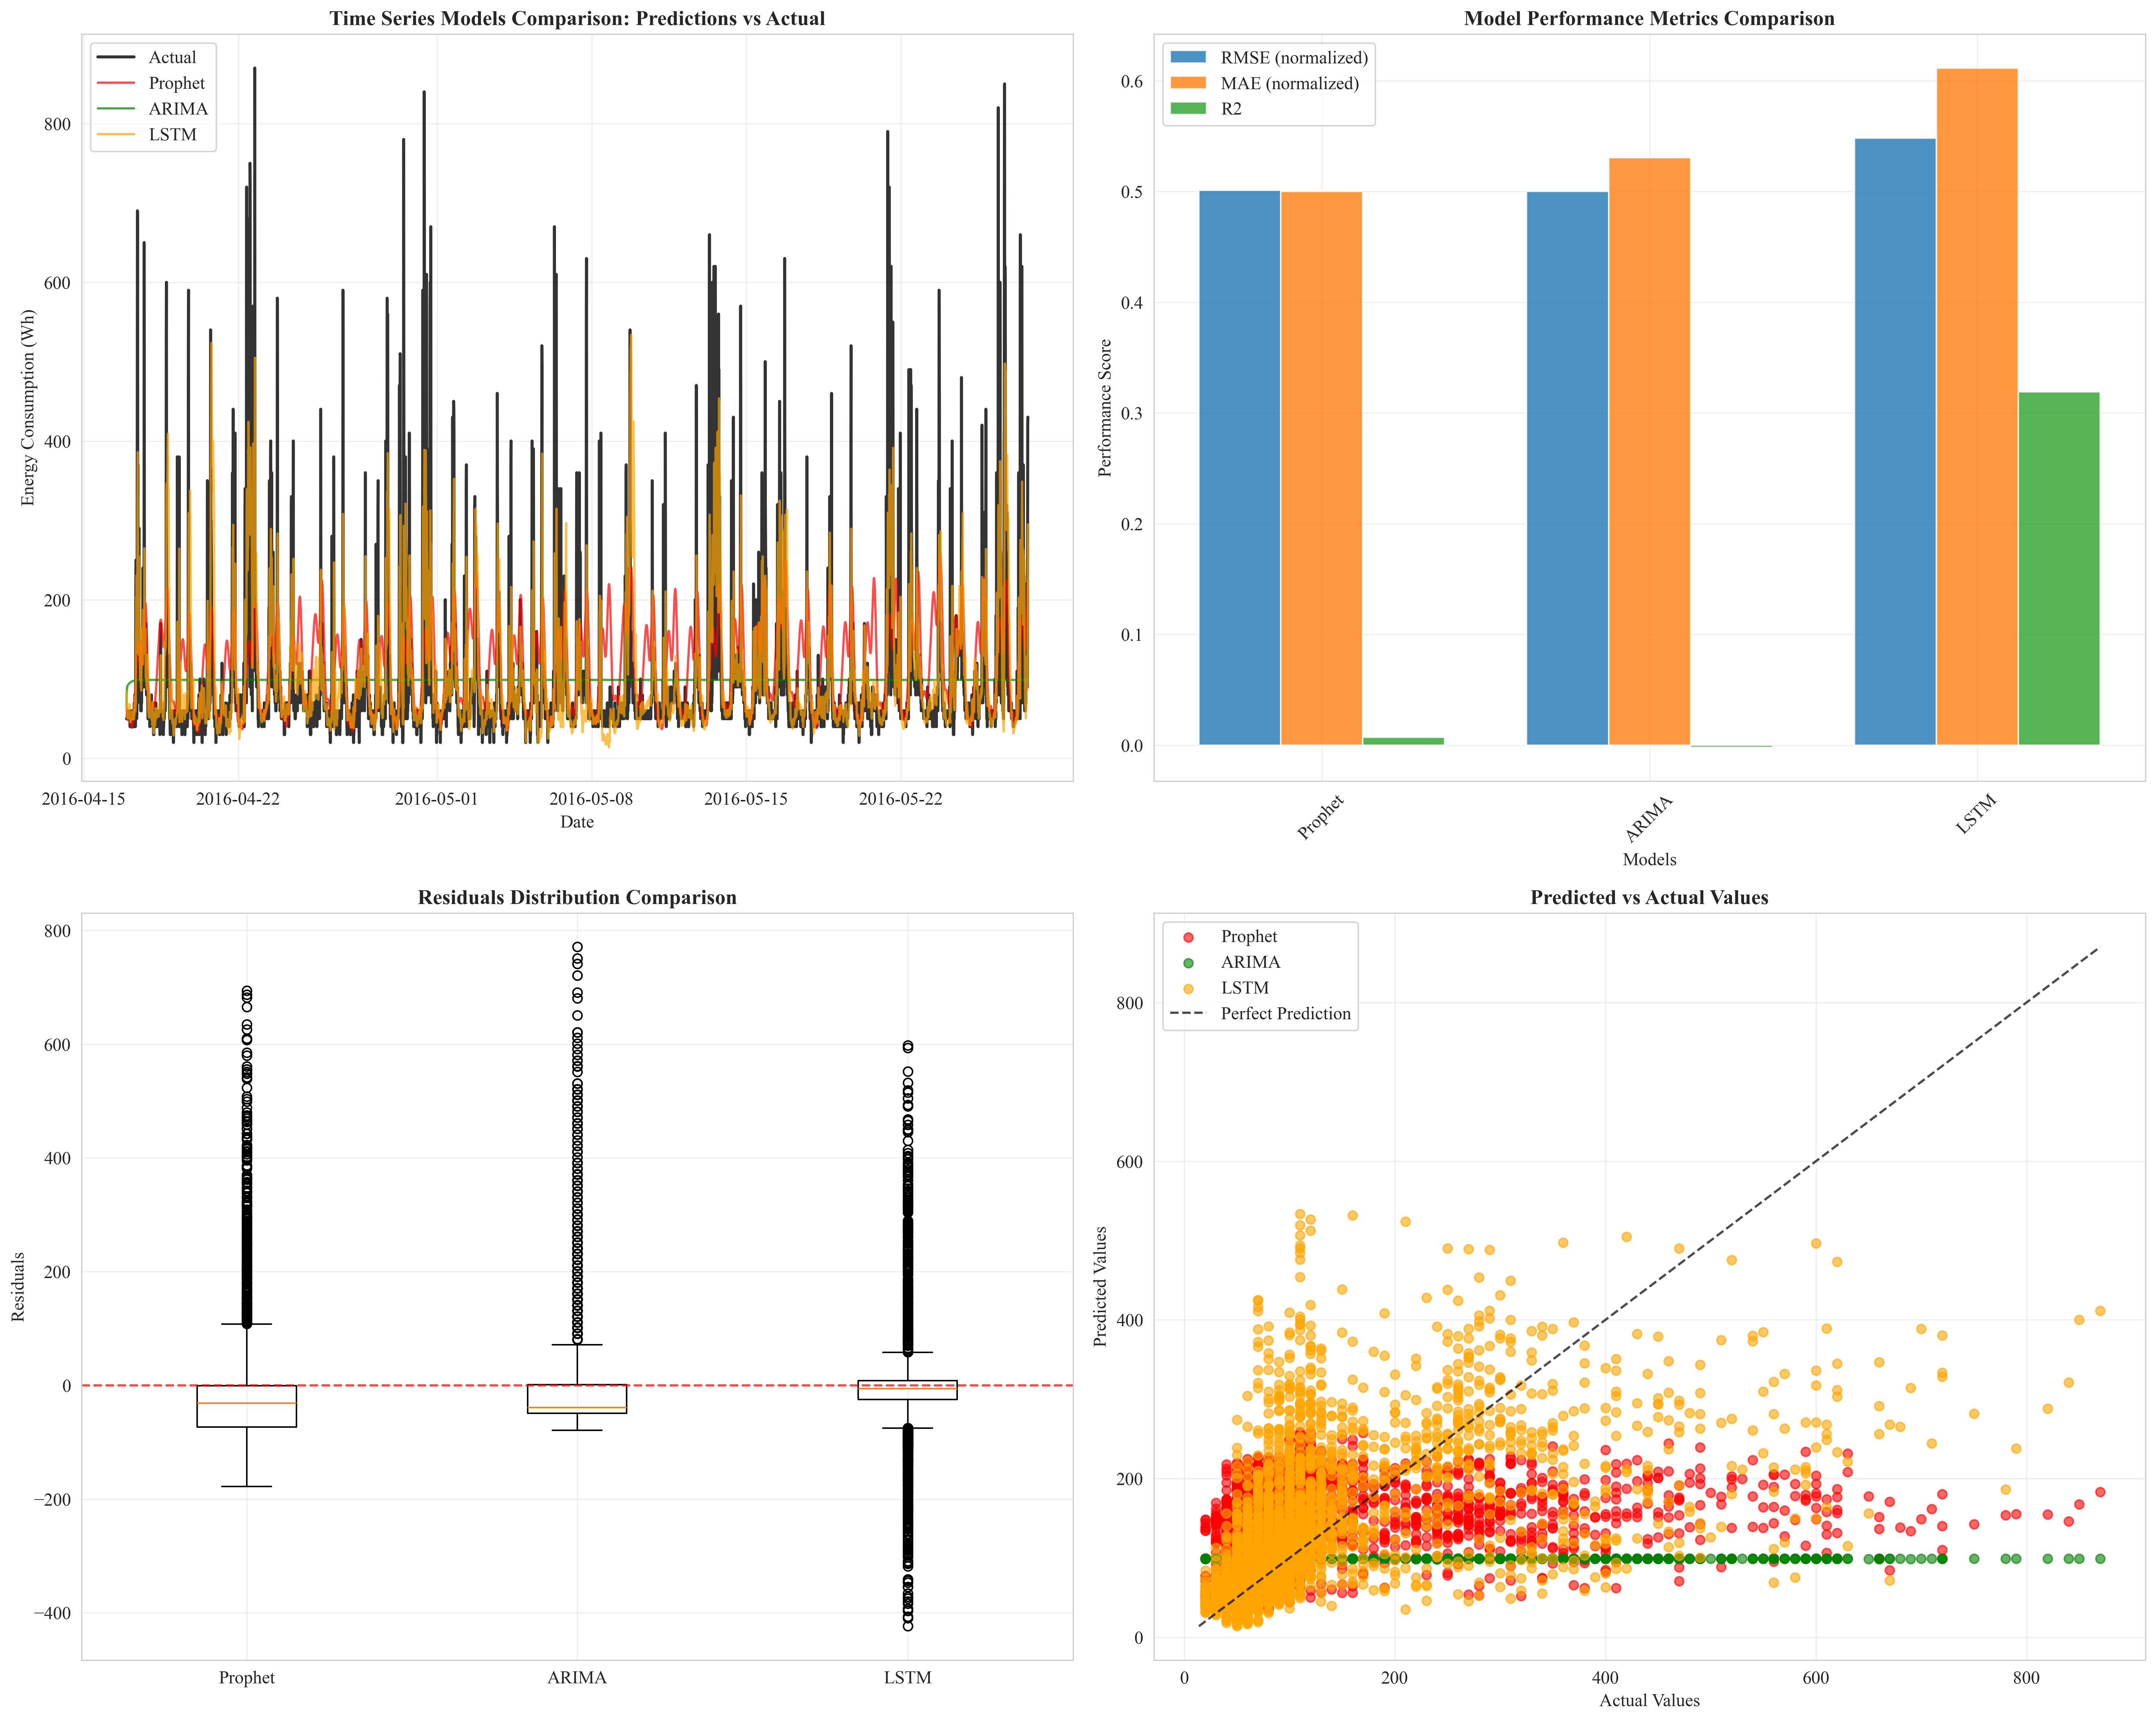 Time Series Models Comparison: Predictions vs Actual
Actual
Prophet
ARIMA
LSTM
800
600
400
200
0
Energy Consumption (Wh)
2016-04-15 2016-04-22 2016-05-01 2016-05-08 2016-05-15 2016-05-22
Date
Model Performance Metrics Comparison
RMSE (normalized)
MAE (normalized)
R2
0.6
0.5
0.4
0.3
0.2
0.1
0.0
Performance Score
Prophet ARIMA LSTM
Models
Residuals Distribution Comparison
800
600
400
200
0
−200
−400
Residuals
Prophet ARIMA LSTM
Predicted vs Actual Values
Prophet
ARIMA
LSTM
Perfect Prediction
800
600
400
200
0
Predicted Values
0 200 400 600 800
Actual Values